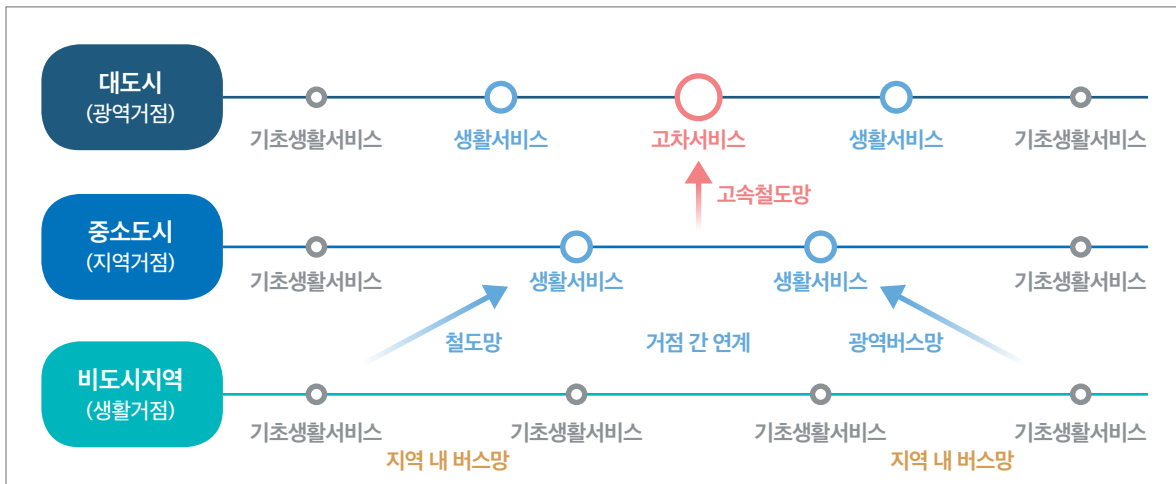 대도시
(광역거점)
기초생활서비스 생활서비스 고차서비스 생활서비스 기초생활서비스
고속철도망
중소도시
(지역거점)
기초생활서비스 생활서비스 생활서비스 기초생활서비스
철도망 거점 간 연계 광역버스망
비도시지역
(생활거점)
기초생활서비스 기초생활서비스 기초생활서비스 기초생활서비스
지역 내 버스망 지역 내 버스망